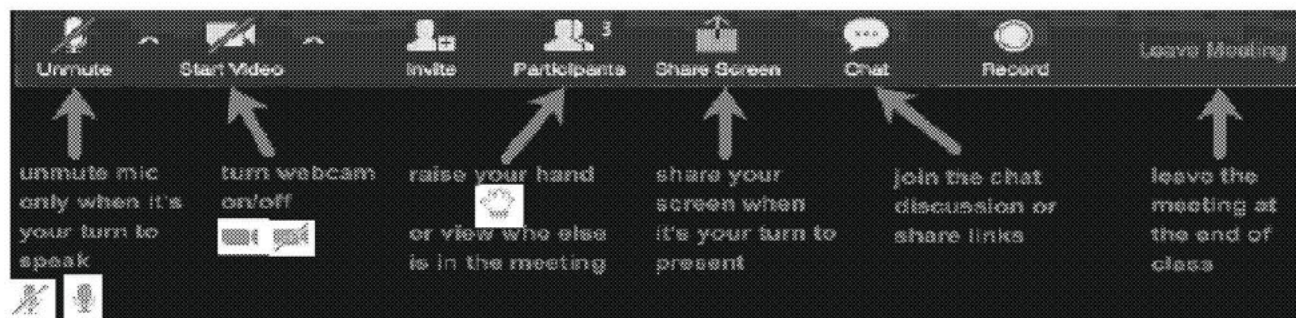 3
Unmute
Start Video
Invite
Participants
Share Screen
Chat
Record
Leave Meeting
unmute mic
only when it's
your turn to
speak
turn webcam
on/off
raise your hand
or view who else
is in the meeting
share your
screen when
it's your turn to
present
join the chat
discussion or
share links
leave the
meeting at
the end of
class